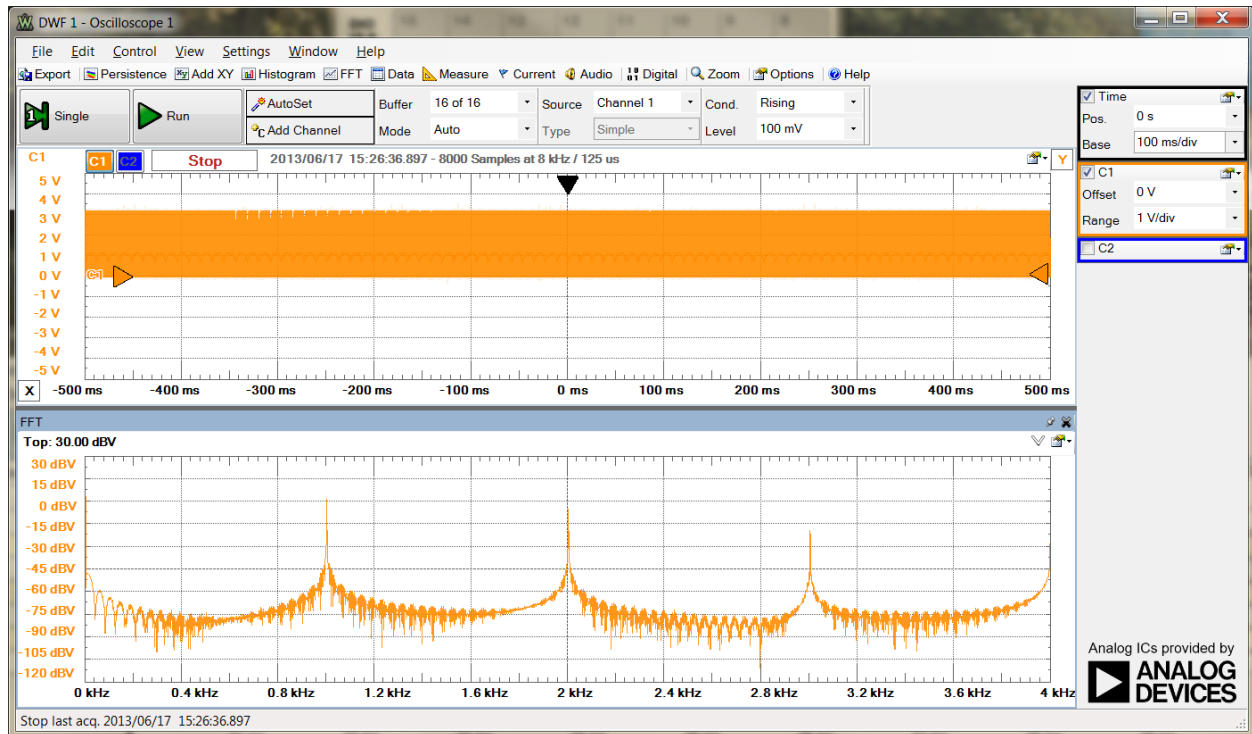 DWF 1 - Oscilloscope 1
File Edit Control View Settings Window Help
Export Persistence Add XY Histogram FFT Data Measure Current Audio Digital Zoom Options Help
Single Run AutoSet Buffer 16 of 16 Source Channel 1 Cond. Rising
Add Channel Mode Auto Type Simple Level 100 mV
Time
Pos. 0 s
Base 100 ms/div
C1
Offset 0 V
Range 1 V/div
C2
C1 C1 C2 Stop 2013/06/17 15:26:36.897 - 8000 Samples at 8 kHz / 125 us Y
5 V
4 V
3 V
2 V
1 V
0 V C1
-1 V
-2 V
-3 V
-4 V
-5 V
X -500 ms -400 ms -300 ms -200 ms -100 ms 0 ms 100 ms 200 ms 300 ms 400 ms 500 ms
FFT
Top: 30.00 dBV
30 dBV
15 dBV
0 dBV
-15 dBV
-30 dBV
-45 dBV
-60 dBV
-75 dBV
-90 dBV
-105 dBV
-120 dBV
0 kHz 0.4 kHz 0.8 kHz 1.2 kHz 1.6 kHz 2 kHz 2.4 kHz 2.8 kHz 3.2 kHz 3.6 kHz 4 kHz
Analog ICs provided by
ANALOG
DEVICES
Stop last acq. 2013/06/17 15:26:36.897